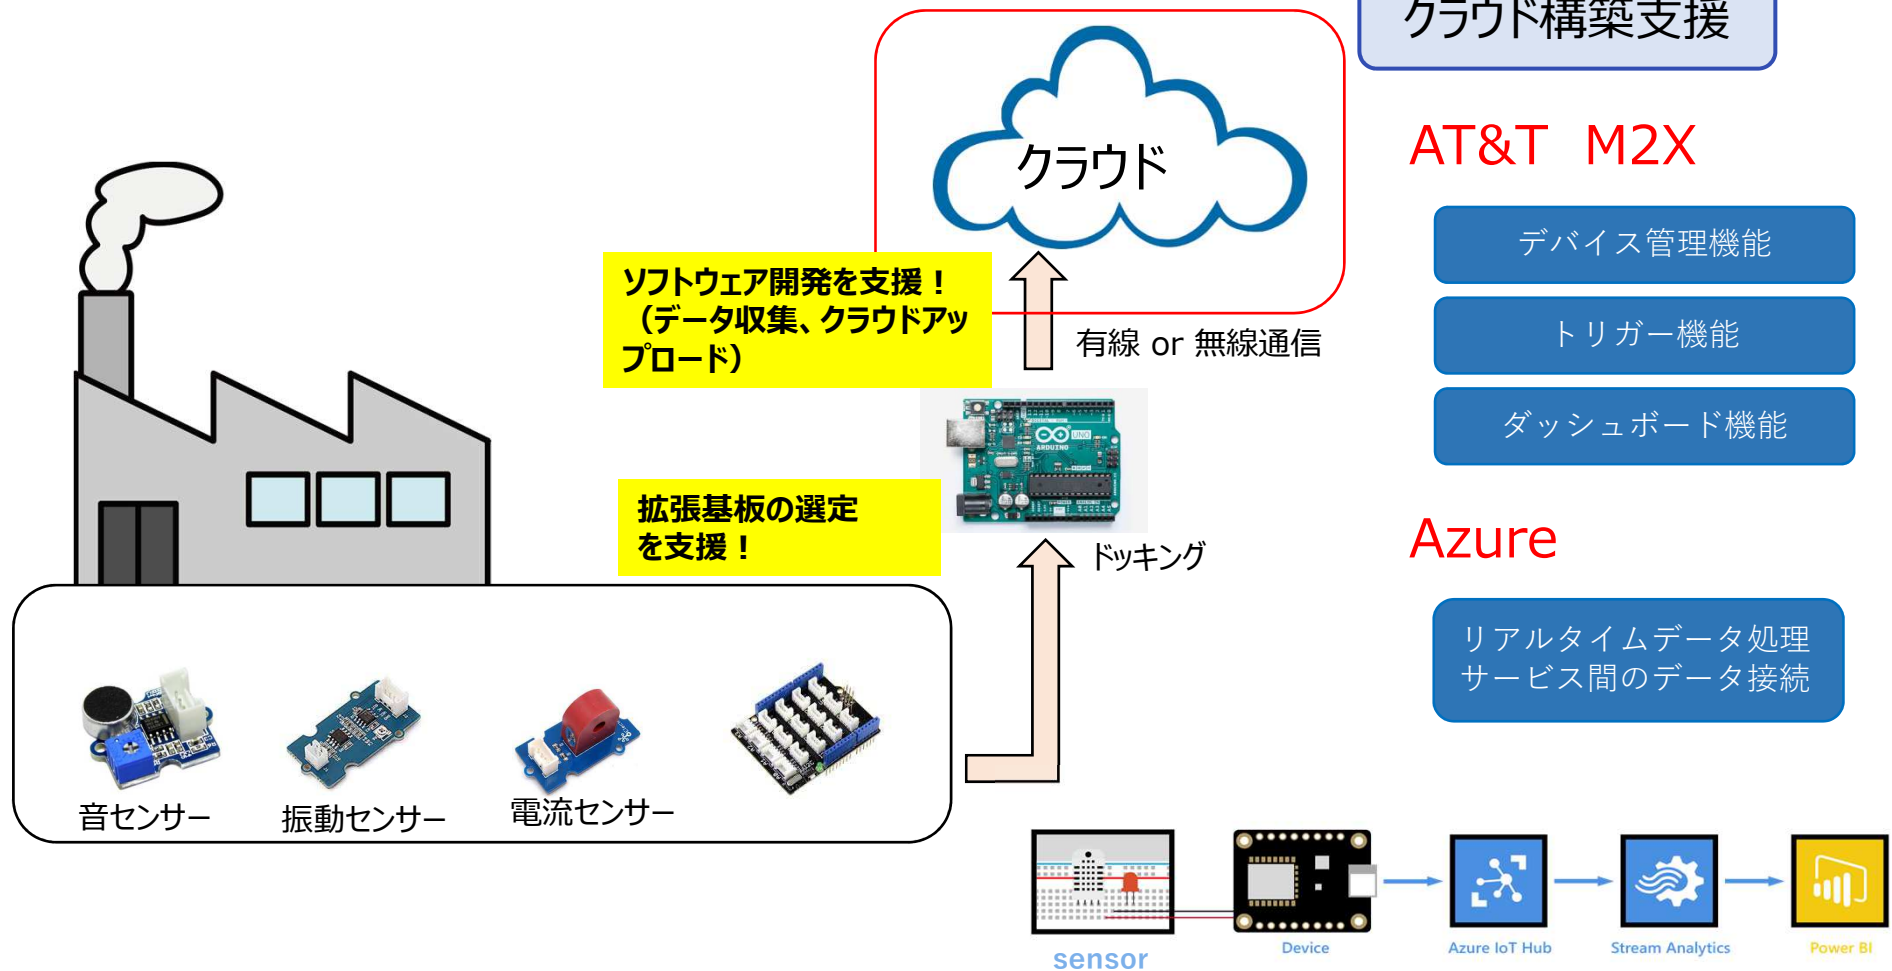 クラウド構築支援
クラウド
AT&T M2X
デバイス管理機能
トリガー機能
ダッシュボード機能
ソフトウェア開発を支援！
（データ収集、クラウドアッ
プロード）
有線 or 無線通信
UNO
ARDUINO
拡張基板の選定
を支援！
ドッキング
Azure
リアルタイムデータ処理
サービス間のデータ接続
音センサー
振動センサー
電流センサー
sensor
Device
Azure IoT Hub
Stream Analytics
Power BI